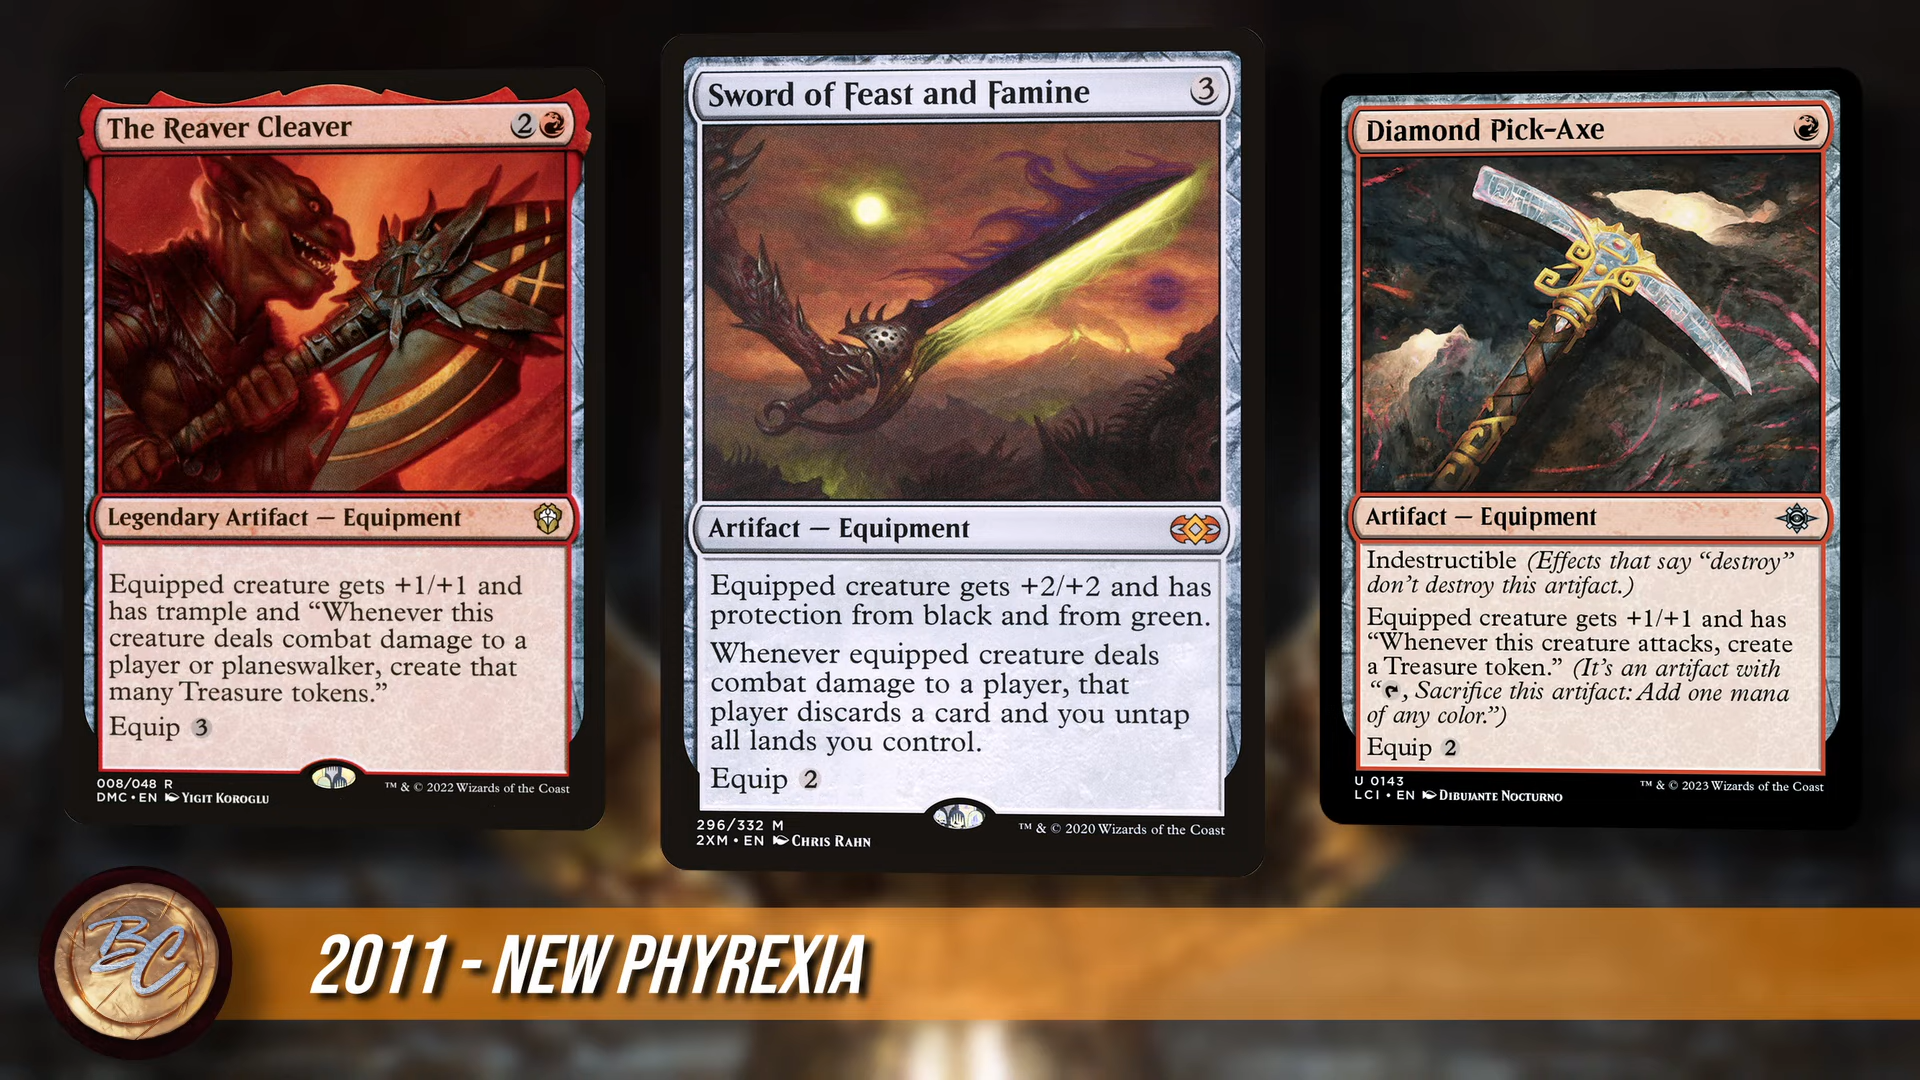 The Reaver Cleaver 2
Legendary Artifact — Equipment
Equipped creature gets +1/+1 and
has trample and “Whenever this
creature deals combat damage to a
player or planeswalker, create that
many Treasure tokens.”
Equip 3
008/048 R
DMC • EN Yigit Koroglu
™ & © 2022 Wizards of the Coast
Sword of Feast and Famine 3
Artifact — Equipment
Equipped creature gets +2/+2 and has
protection from black and from green.
Whenever equipped creature deals
combat damage to a player, that
player discards a card and you untap
all lands you control.
Equip 2
296/332 M
2XM • EN Chris Rahn
™ & © 2020 Wizards of the Coast
Diamond Pick-Axe
Artifact — Equipment
Indestructible (Effects that say “destroy”
don’t destroy this artifact.)
Equipped creature gets +1/+1 and has
“Whenever this creature attacks, create
a Treasure token.” (It’s an artifact with
“, Sacrifice this artifact: Add one mana
of any color.”)
Equip 2
U 0143
LCI • EN Dibujante Nocturno
™ & © 2023 Wizards of the Coast
BC
2011 - NEW PHYREXIA